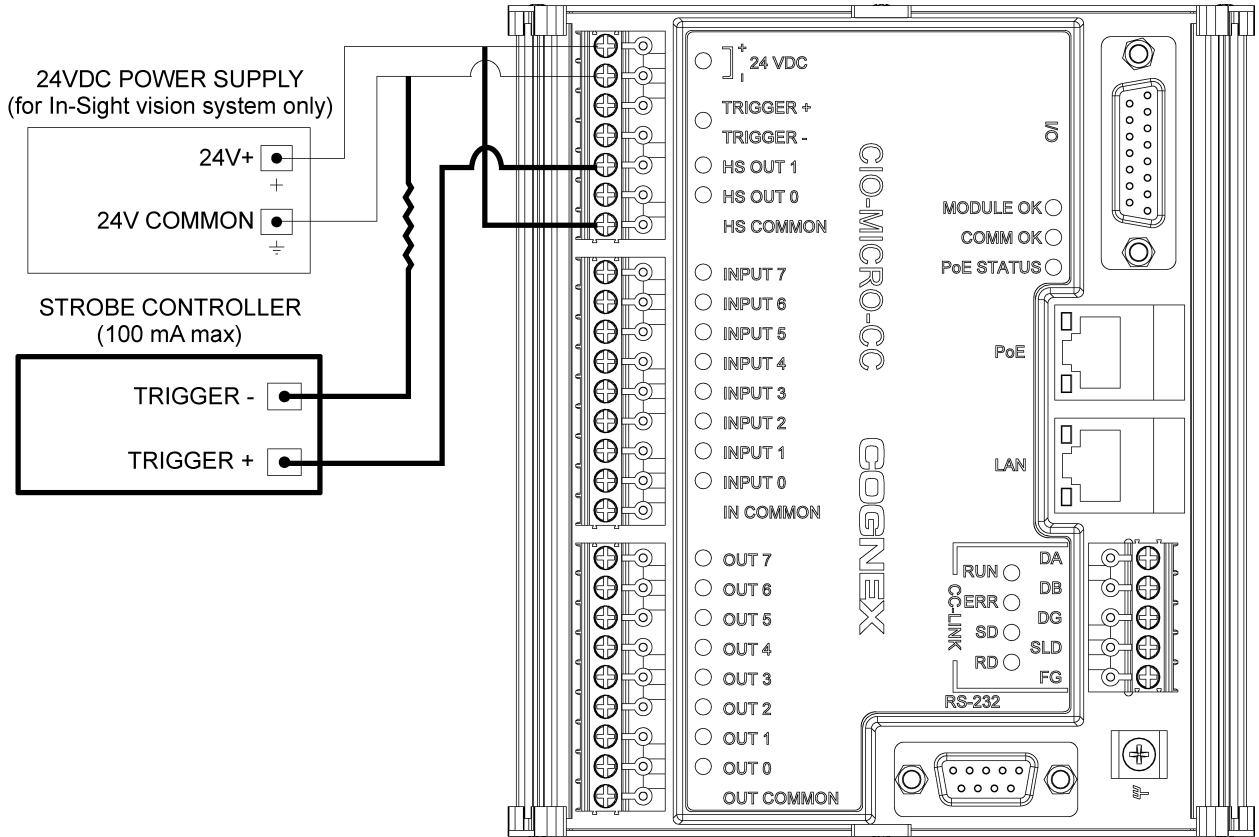 24VDC POWER SUPPLY
(for In-Sight vision system only)
24V+
24V COMMON
STROBE CONTROLLER
(100 mA max)
TRIGGER -
TRIGGER +
+
-
24 VDC
TRIGGER +
TRIGGER -
HS OUT 1
HS OUT 0
HS COMMON
INPUT 7
INPUT 6
INPUT 5
INPUT 4
INPUT 3
INPUT 2
INPUT 1
INPUT 0
IN COMMON
OUT 7
OUT 6
OUT 5
OUT 4
OUT 3
OUT 2
OUT 1
OUT 0
OUT COMMON
CIO-MICRO-CC
COGNEX
I/O
MODULE OK
COMM OK
PoE STATUS
PoE
LAN
CC-LINK
RUN
ERR
SD
RD
DA
DB
DG
SLD
FG
RS-232